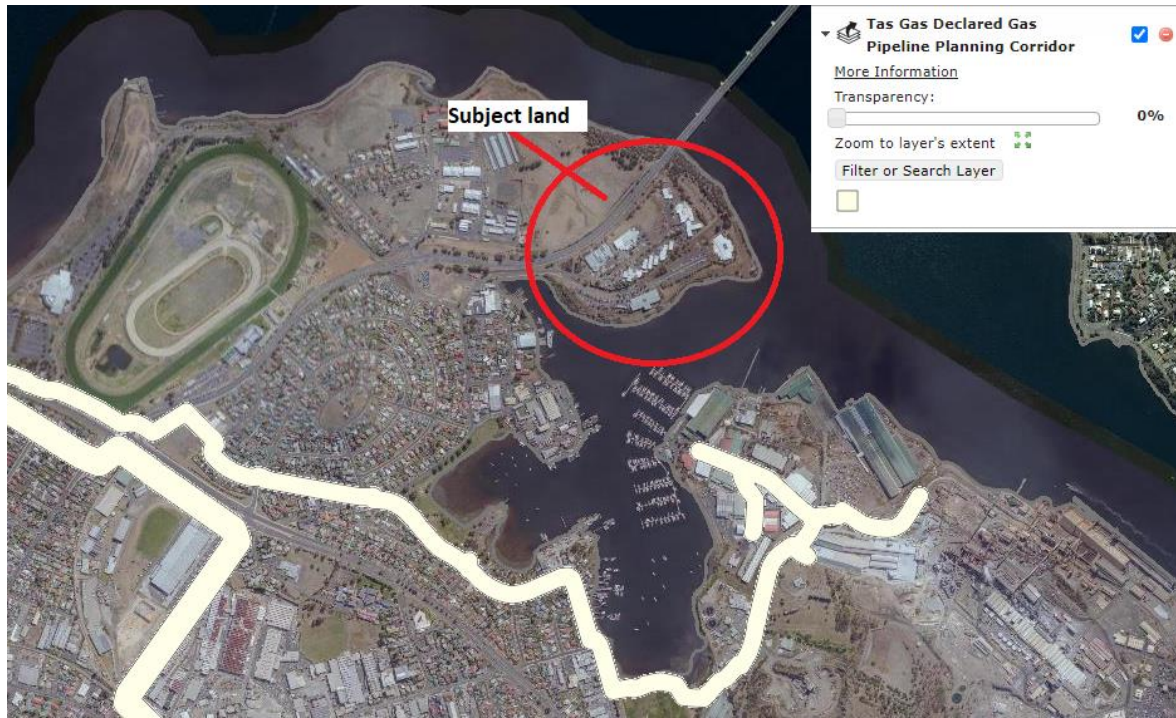 Subject land
Tas Gas Declared Gas
Pipeline Planning Corridor
More Information
Transparency:
0%
Zoom to layer's extent
Filter or Search Layer